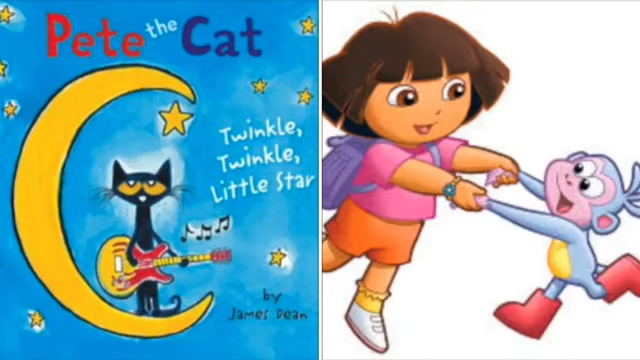 Pete the Cat
Twinkle,
Twinkle,
Little Star
by
James Dean